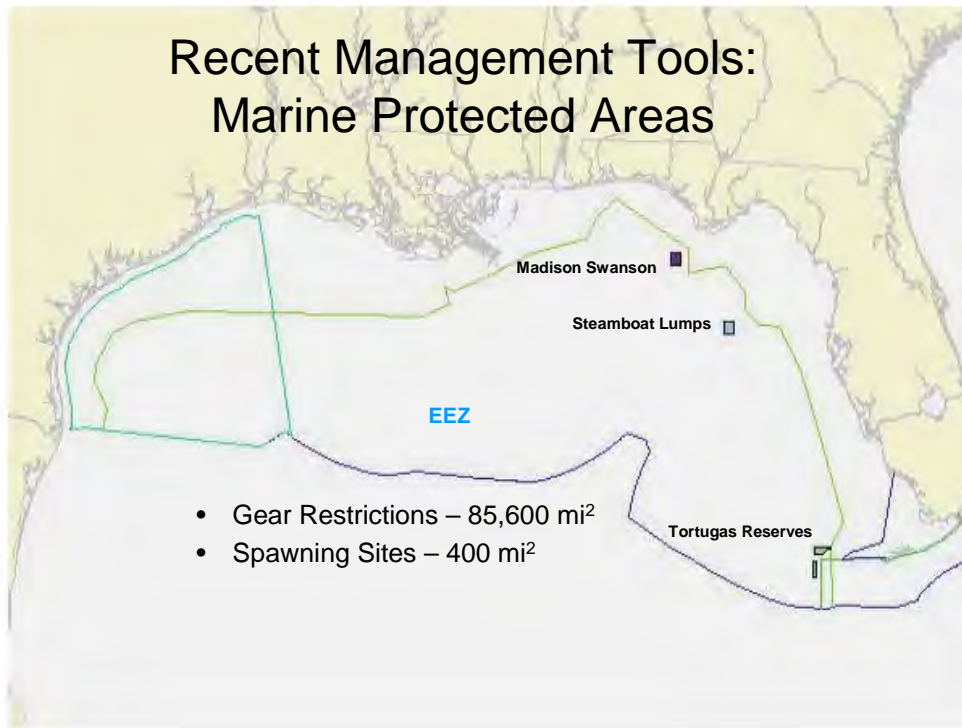 Recent Management Tools:
Marine Protected Areas
Madison Swanson
Steamboat Lumps
EEZ
• Gear Restrictions – 85,600 mi²
• Spawning Sites – 400 mi²
Tortugas Reserves